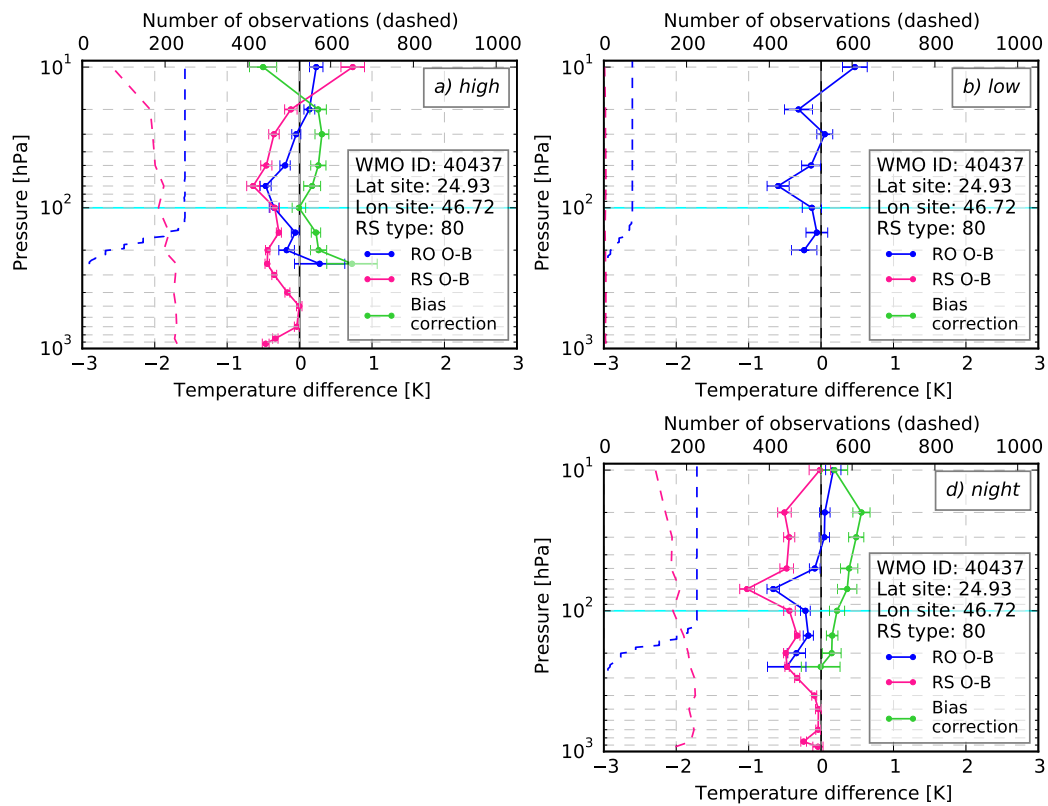 Number of observations (dashed)
0 200 400 600 800 1000
10¹
10²
10³
Pressure [hPa]
a) high
WMO ID: 40437
Lat site: 24.93
Lon site: 46.72
RS type: 80
RO O-B
RS O-B
Bias
correction
−3 −2 −1 0 1 2 3
Temperature difference [K]
Number of observations (dashed)
0 200 400 600 800 1000
10¹
10²
10³
Pressure [hPa]
b) low
WMO ID: 40437
Lat site: 24.93
Lon site: 46.72
RS type: 80
RO O-B
RS O-B
Bias
correction
−3 −2 −1 0 1 2 3
Temperature difference [K]
Number of observations (dashed)
0 200 400 600 800 1000
10¹
10²
10³
Pressure [hPa]
d) night
WMO ID: 40437
Lat site: 24.93
Lon site: 46.72
RS type: 80
RO O-B
RS O-B
Bias
correction
−3 −2 −1 0 1 2 3
Temperature difference [K]